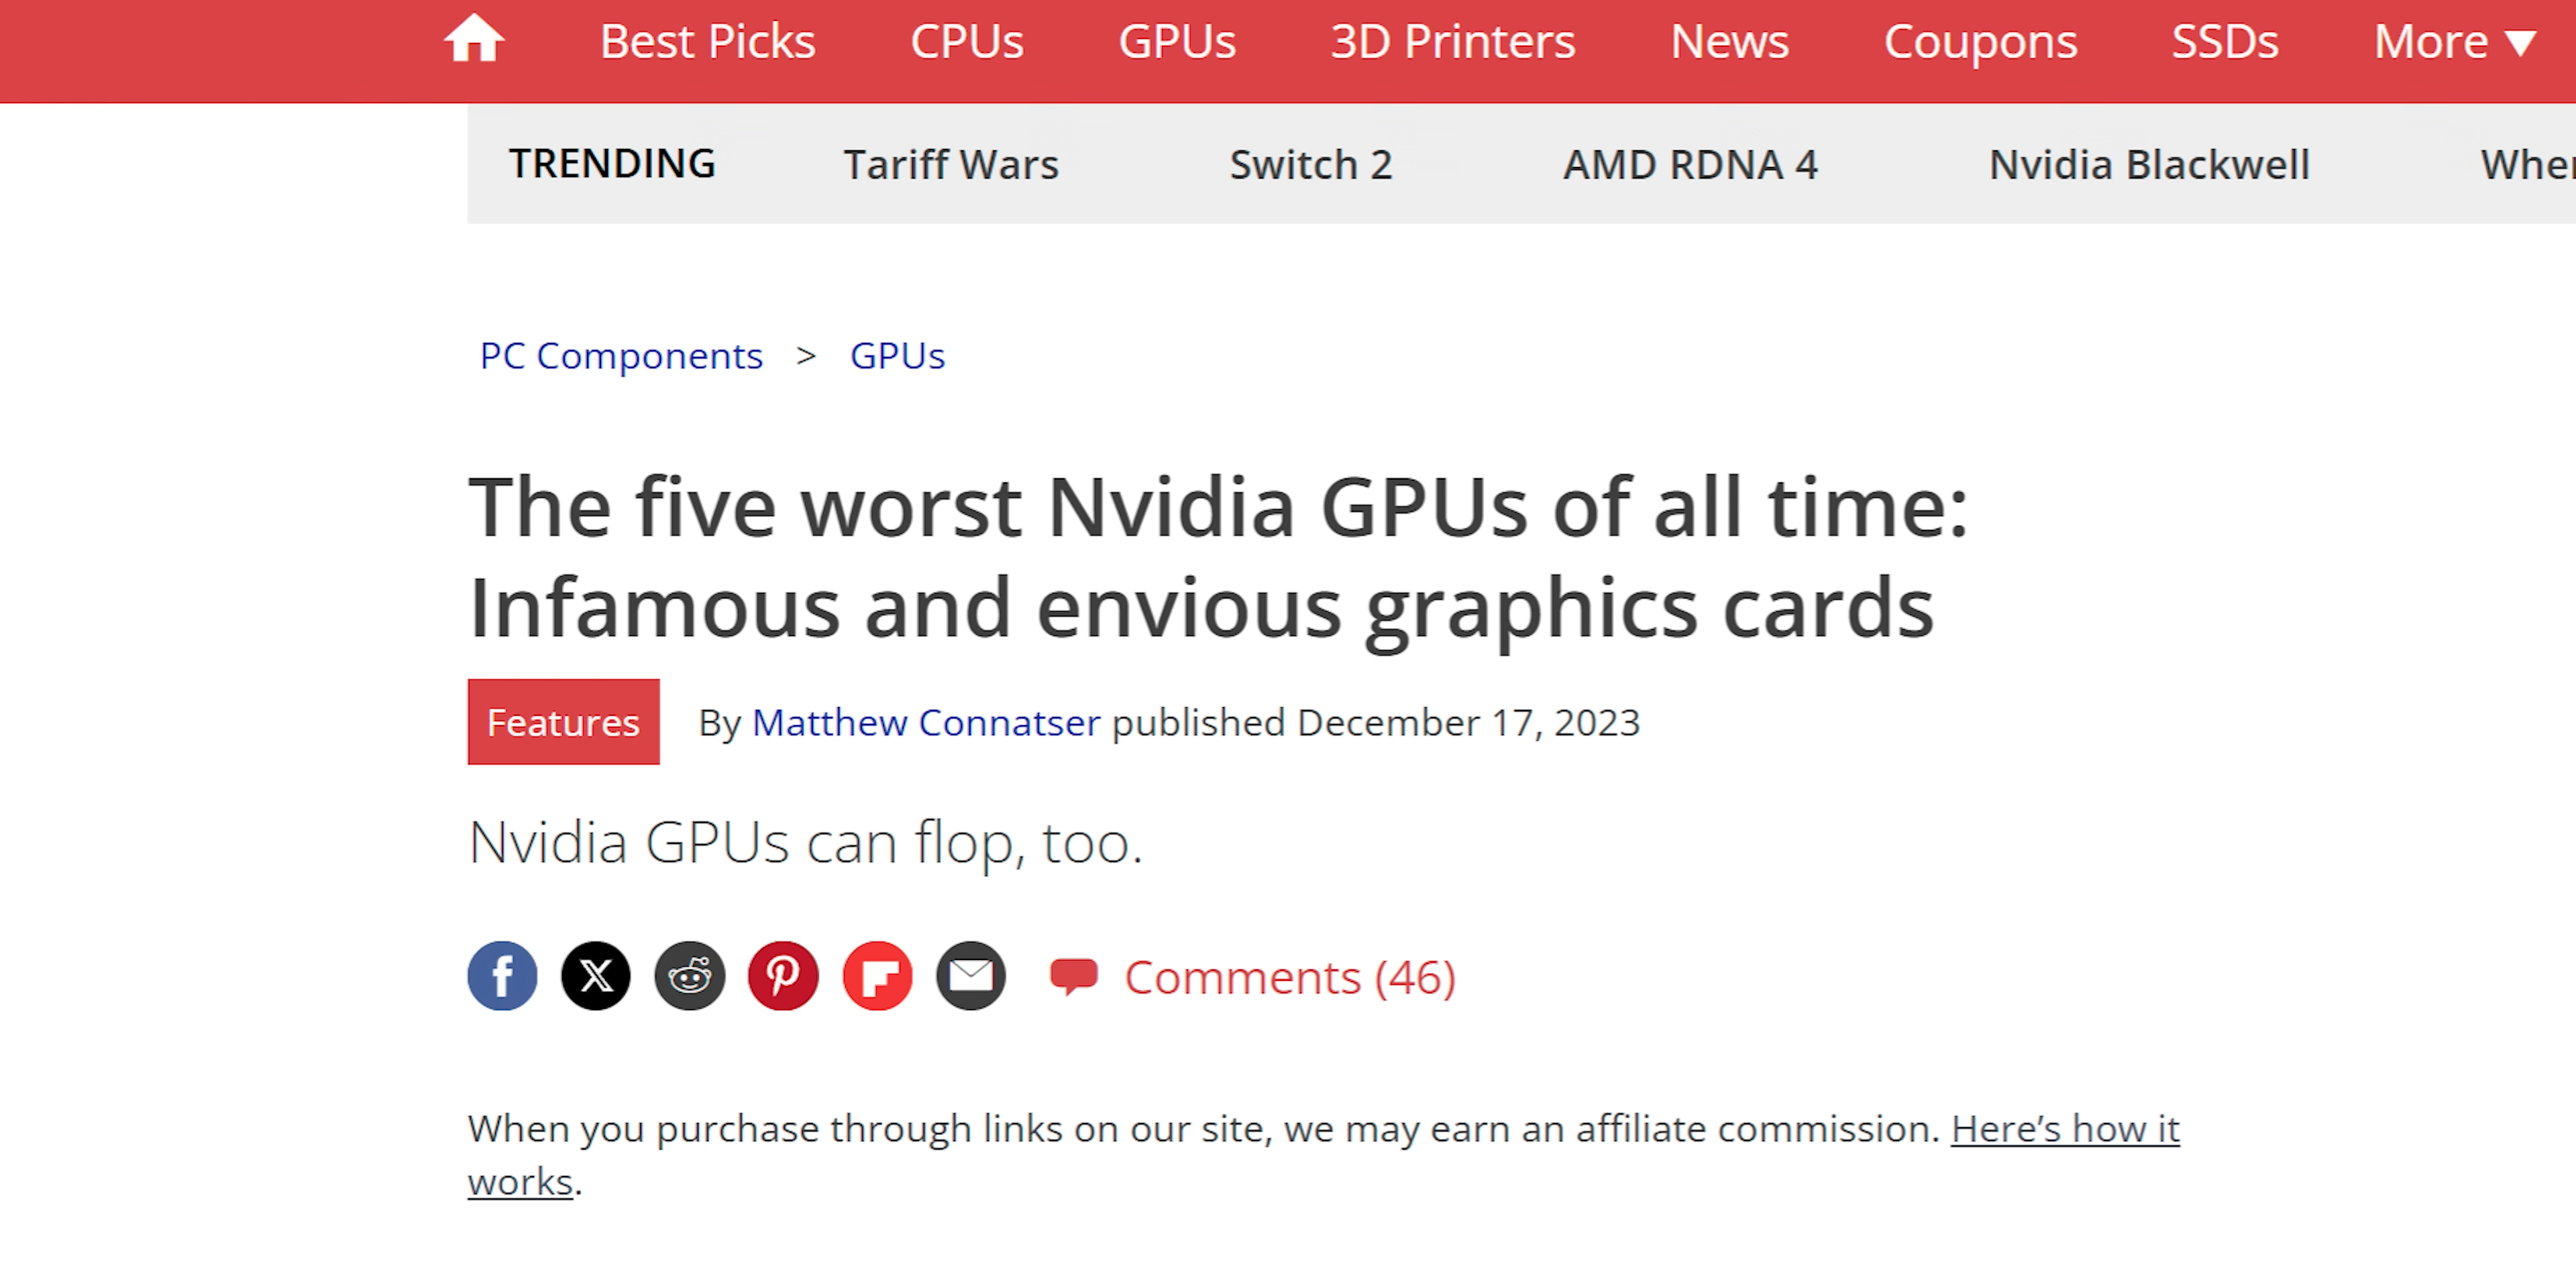 Best Picks CPUs GPUs 3D Printers News Coupons SSDs More ▼
TRENDING Tariff Wars Switch 2 AMD RDNA 4 Nvidia Blackwell
PC Components > GPUs
The five worst Nvidia GPUs of all time:
Infamous and envious graphics cards
Features By Matthew Connatser published December 17, 2023
Nvidia GPUs can flop, too.
Comments (46)
When you purchase through links on our site, we may earn an affiliate commission. Here’s how it
works.